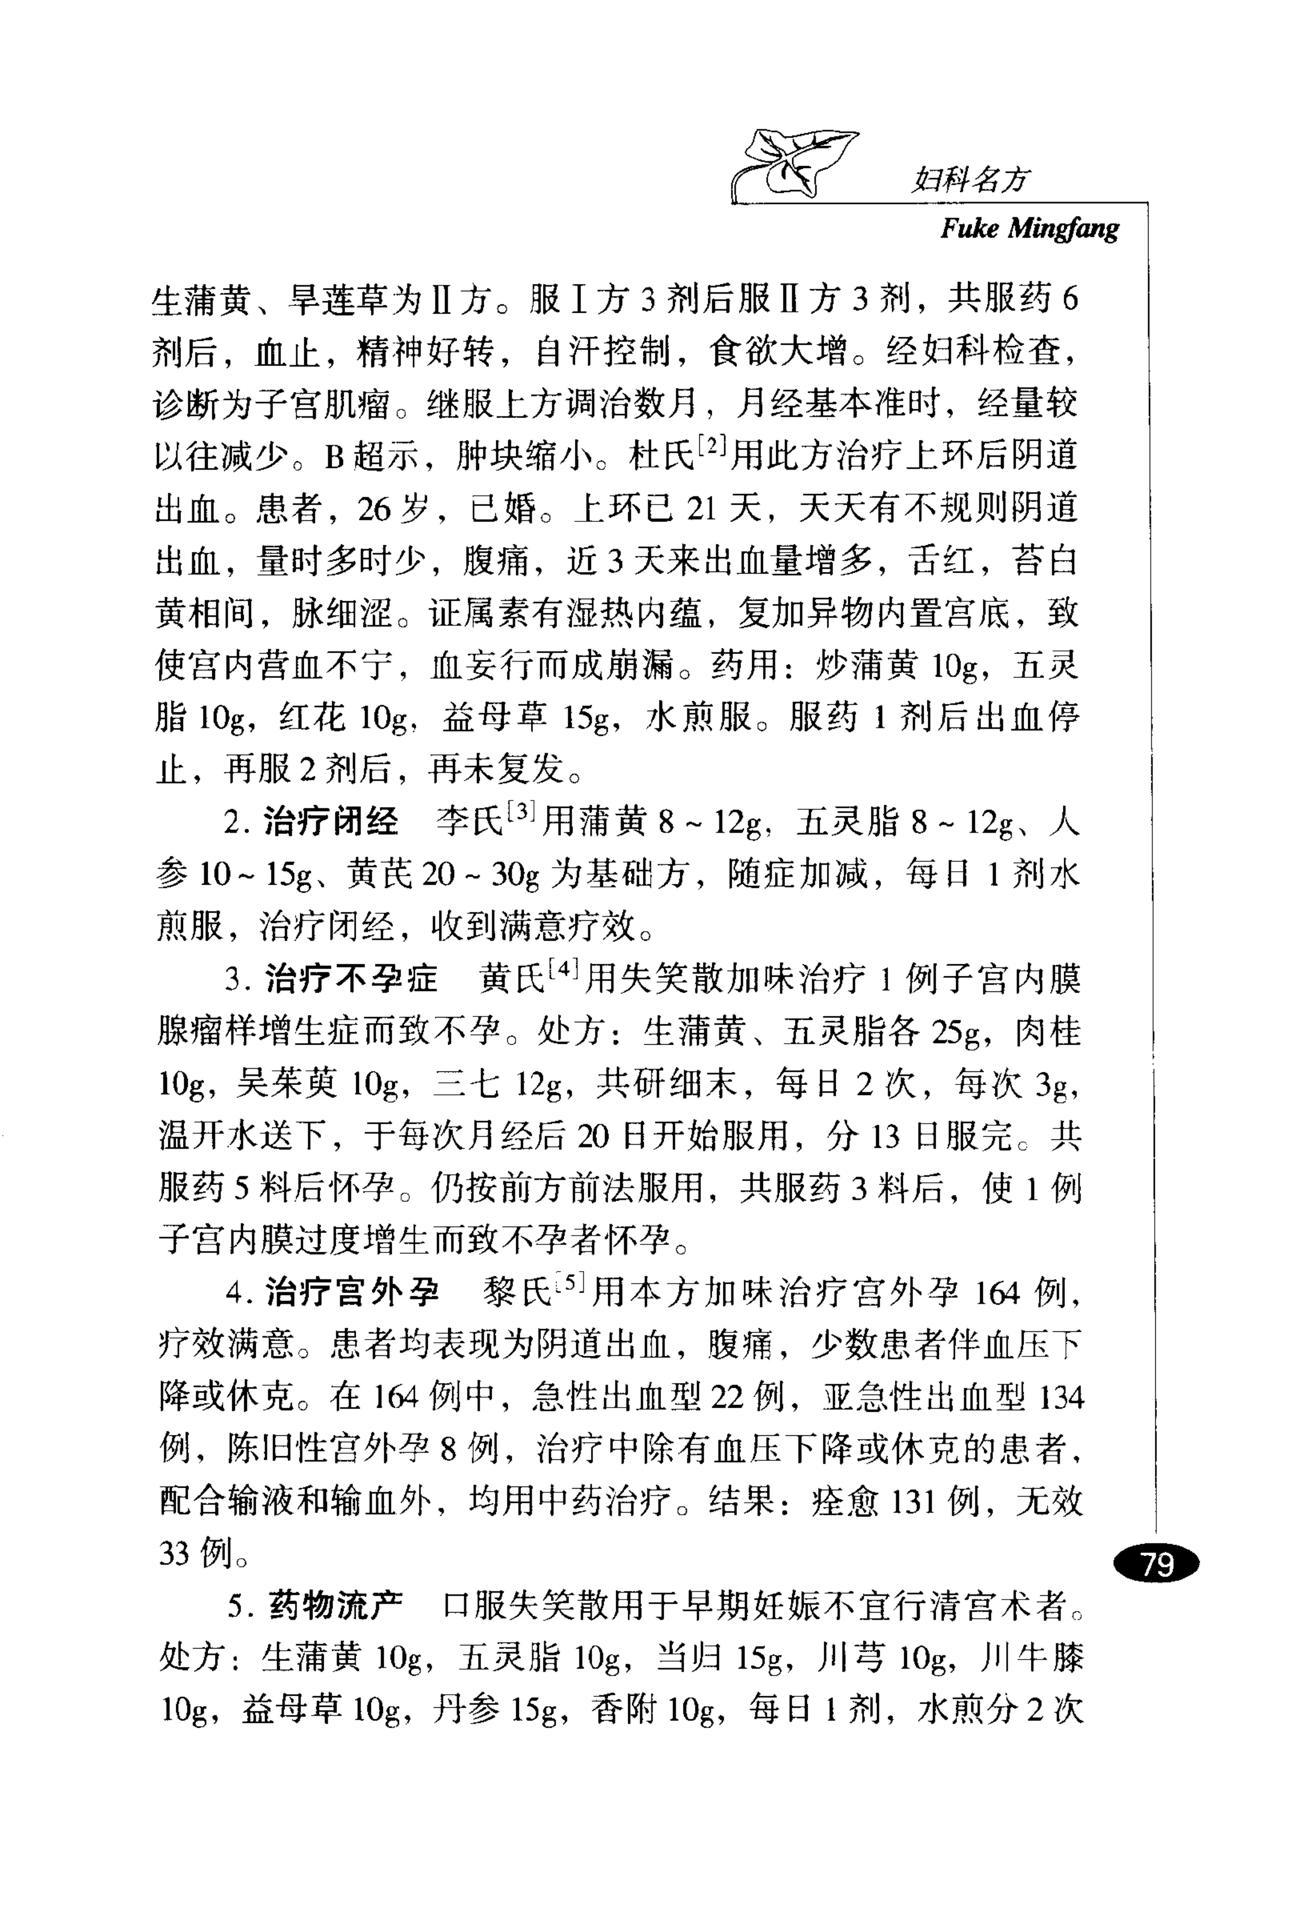 妇科名方
Fuke Mingfang
生蒲黄、旱莲草为Ⅱ方。服Ⅰ方3剂后服Ⅱ方3剂，共服药6
剂后，血止，精神好转，自汗控制，食欲大增。经妇科检查，
诊断为子宫肌瘤。继服上方调治数月，月经基本准时，经量较
以往减少。B超示，肿块缩小。杜氏[2]用此方治疗上环后阴道
出血。患者，26岁，已婚。上环已21天，天天有不规则阴道
出血，量时多时少，腹痛，近3天来出血量增多，舌红，苔白
黄相间，脉细涩。证属素有湿热内蕴，复加异物内置宫底，致
使宫内营血不宁，血妄行而成崩漏。药用：炒蒲黄10g，五灵
脂10g，红花10g，益母草15g，水煎服。服药1剂后出血停
止，再服2剂后，再未复发。
2. 治疗闭经　李氏[3]用蒲黄8～12g，五灵脂8～12g、人
参10～15g、黄芪20～30g为基础方，随症加减，每日1剂水
煎服，治疗闭经，收到满意疗效。
3. 治疗不孕症　黄氏[4]用失笑散加味治疗1例子宫内膜
腺瘤样增生症而致不孕。处方：生蒲黄、五灵脂各25g，肉桂
10g，吴茱萸10g，三七12g，共研细末，每日2次，每次3g，
温开水送下，于每次月经后20日开始服用，分13日服完。共
服药5料后怀孕。仍按前方前法服用，共服药3料后，使1例
子宫内膜过度增生而致不孕者怀孕。
4. 治疗宫外孕　黎氏[5]用本方加味治疗宫外孕164例，
疗效满意。患者均表现为阴道出血，腹痛，少数患者伴血压下
降或休克。在164例中，急性出血型22例，亚急性出血型134
例，陈旧性宫外孕8例，治疗中除有血压下降或休克的患者，
配合输液和输血外，均用中药治疗。结果：痊愈131例，无效
33例。
79
5. 药物流产　口服失笑散用于早期妊娠不宜行清宫术者。
处方：生蒲黄10g，五灵脂10g，当归15g，川芎10g，川牛膝
10g，益母草10g，丹参15g，香附10g，每日1剂，水煎分2次